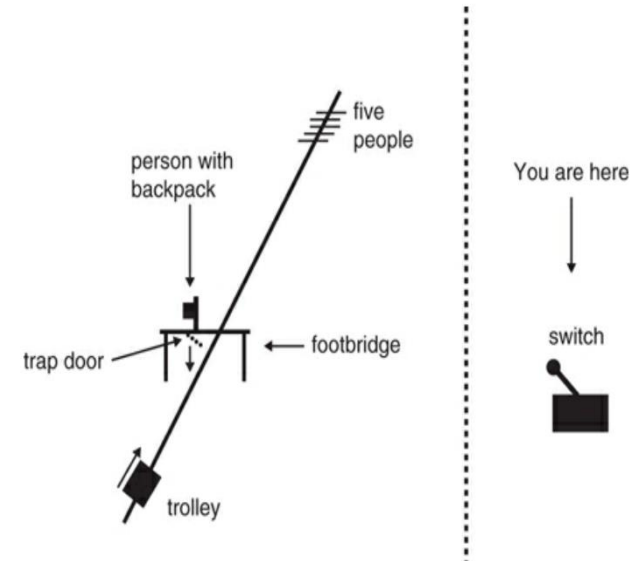 five
people
person with
backpack
You are here
switch
footbridge
trap door
trolley